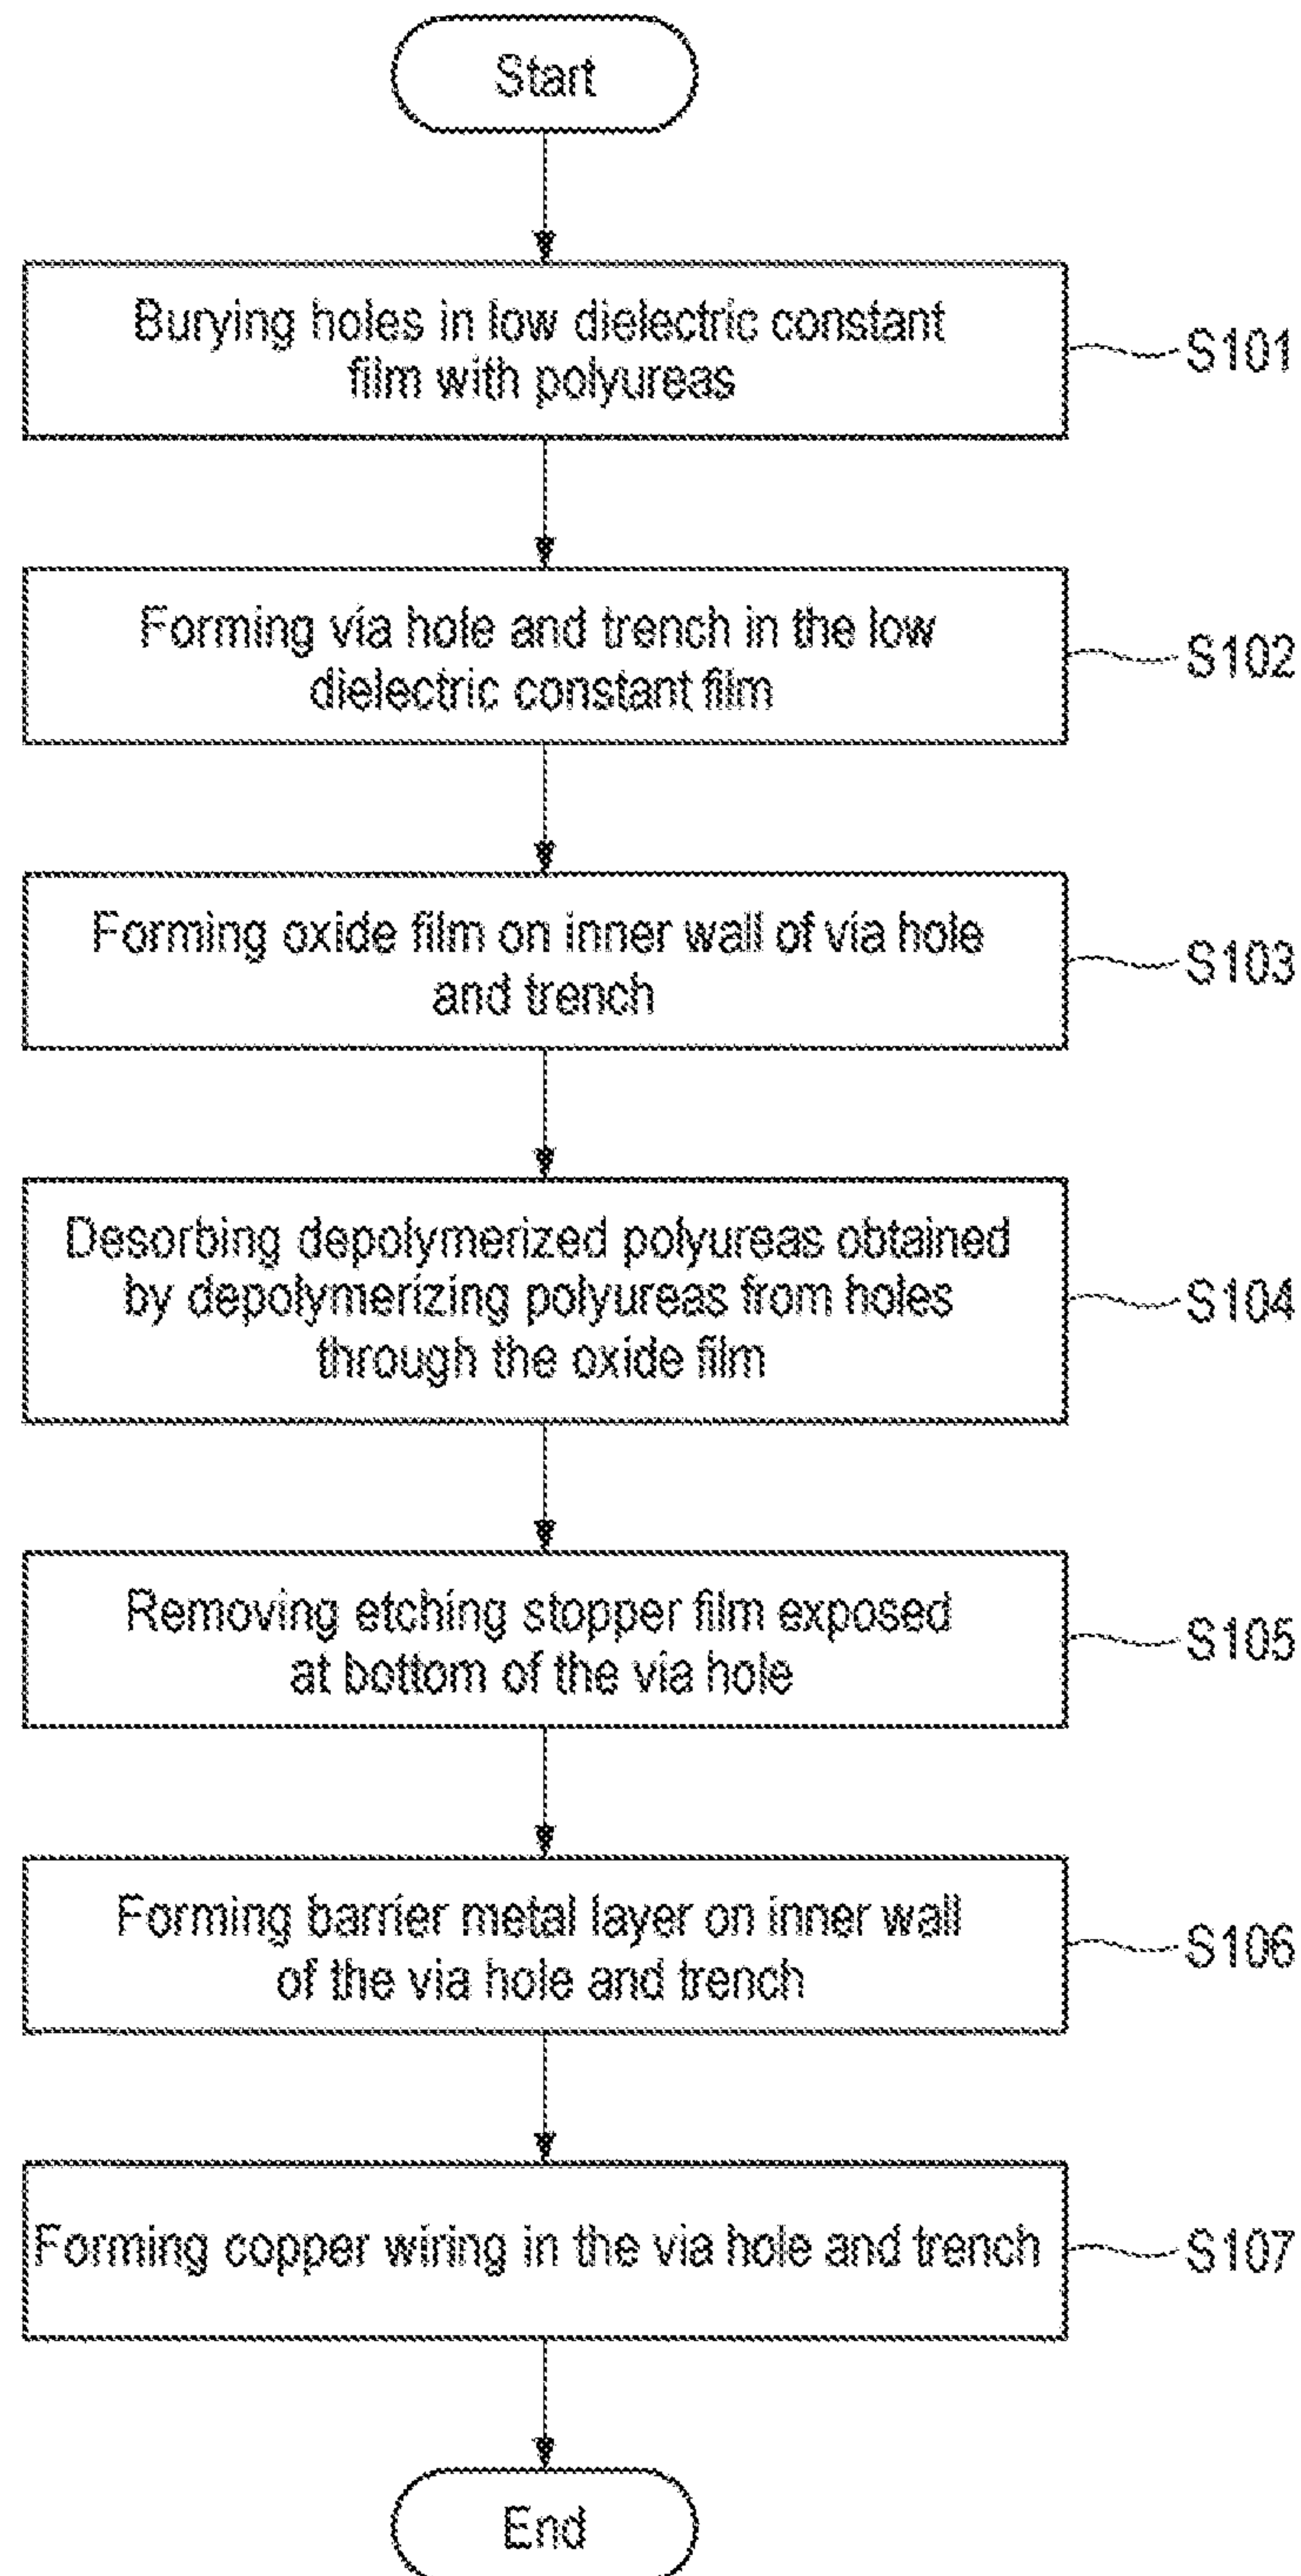 Start
Burying holes in low dielectric constant
film with polyureas
S101
Forming via hole and trench in the low
dielectric constant film
S102
Forming oxide film on inner wall of via hole
and trench
S103
Desorbing depolymerized polyureas obtained
by depolymerizing polyureas from holes
through the oxide film
S104
Removing etching stopper film exposed
at bottom of the via hole
S105
Forming barrier metal layer on inner wall
of the via hole and trench
S106
Forming copper wiring in the via hole and trench
S107
End